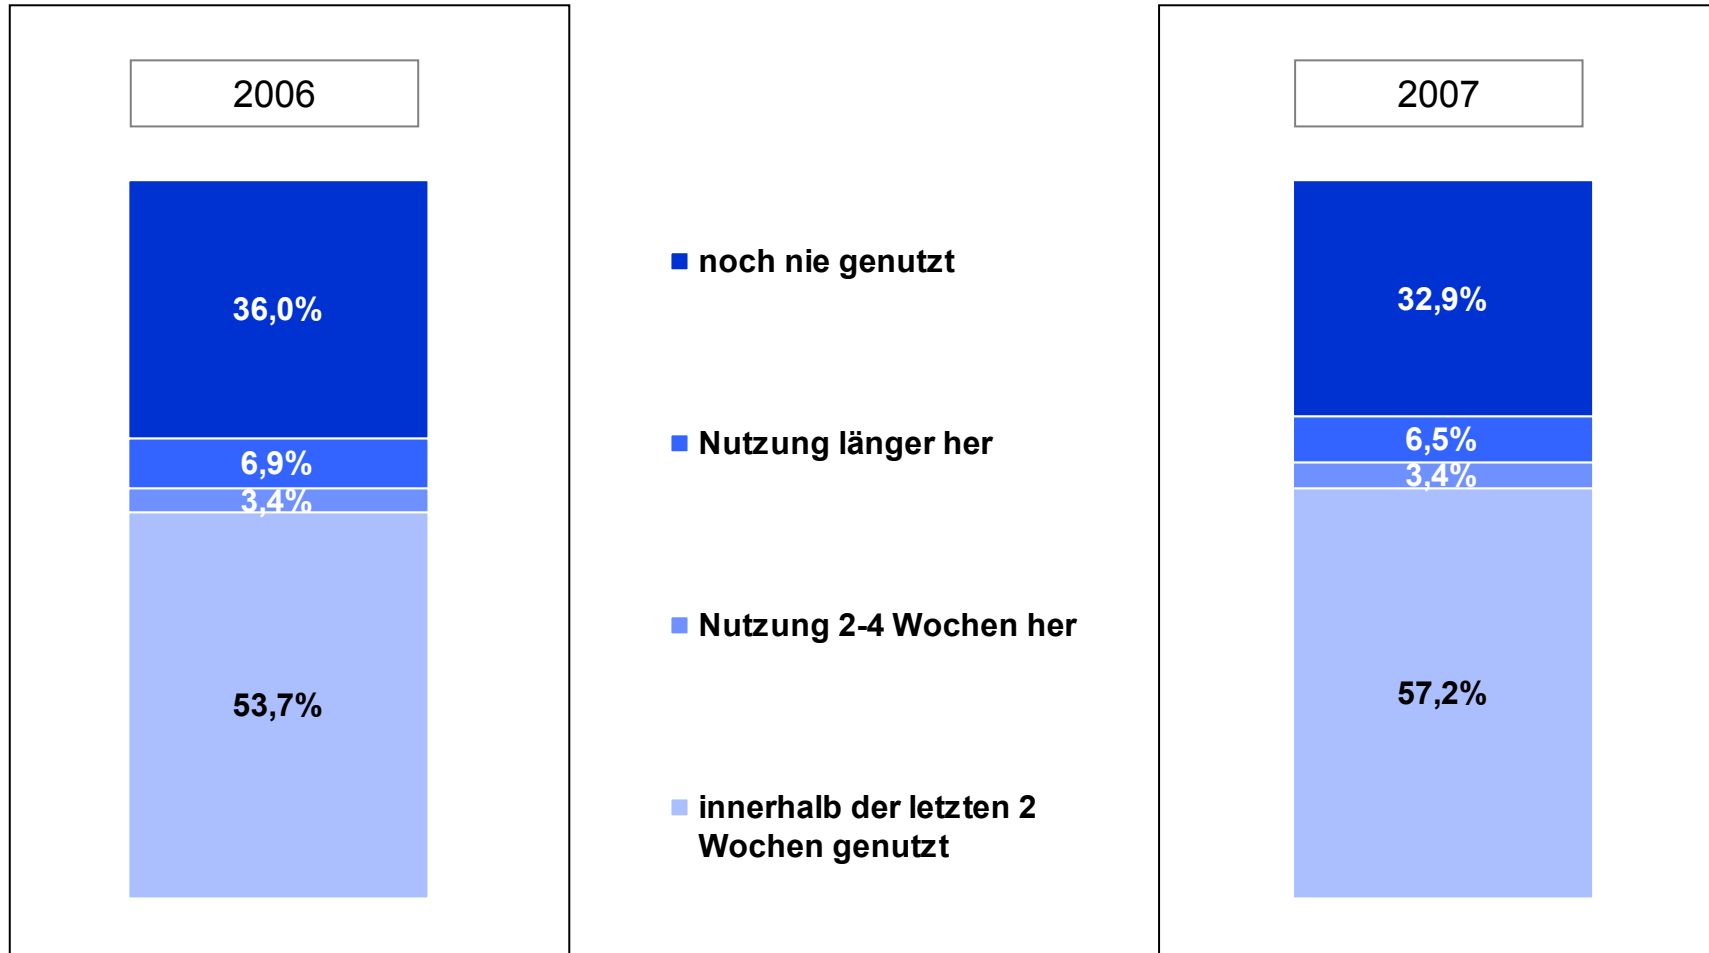 2006
36,0%
6,9%
3,4%
53,7%
noch nie genutzt
Nutzung länger her
Nutzung 2-4 Wochen her
innerhalb der letzten 2
Wochen genutzt
2007
32,9%
6,5%
3,4%
57,2%